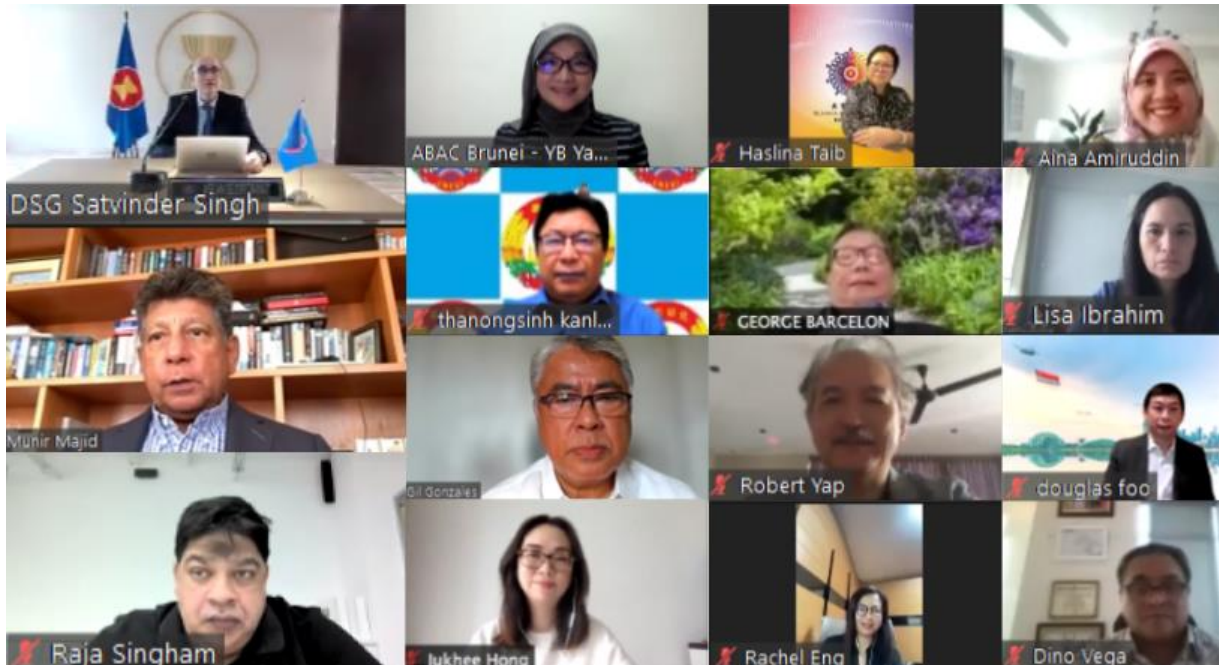 DSG Satvinder Singh
ABAC Brunei - YB Ya...
Haslina Taib
Aina Amiruddin
Munir Majid
thanongsinh kanl...
GEORGE BARCELON
Lisa Ibrahim
Gil Gonzales
Robert Yap
douglas foo
Raja Singham
Jukhee Hong
Rachel Eng
Dino Vega